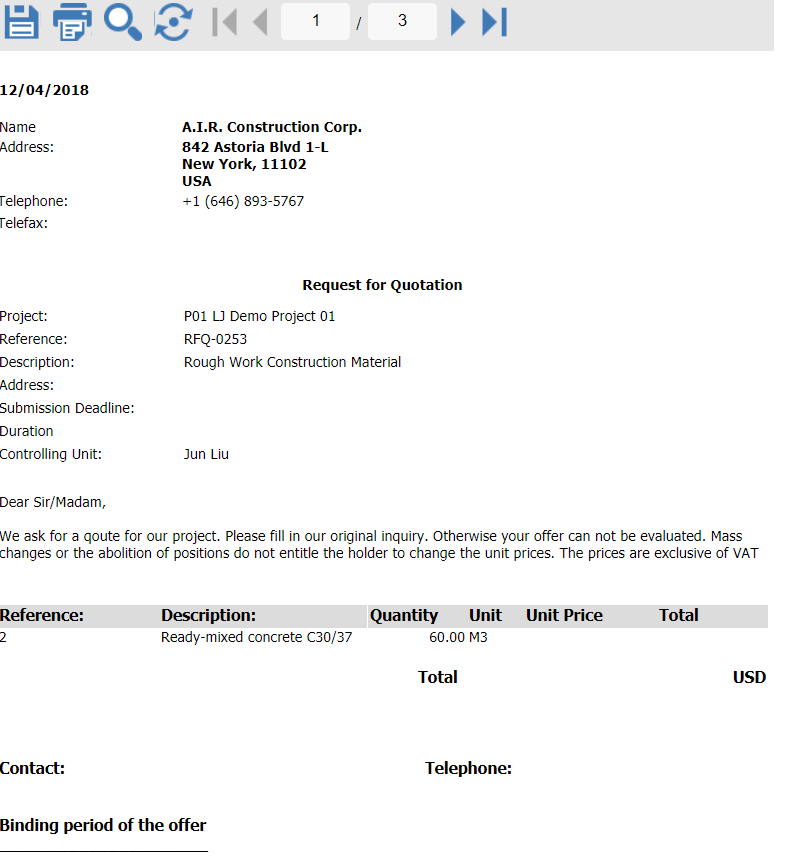 1 / 3
12/04/2018
Name A.I.R. Construction Corp.
Address: 842 Astoria Blvd 1-L
New York, 11102
USA
Telephone: +1 (646) 893-5767
Telefax:
Request for Quotation
Project: P01 LJ Demo Project 01
Reference: RFQ-0253
Description: Rough Work Construction Material
Address:
Submission Deadline:
Duration
Controlling Unit: Jun Liu
Dear Sir/Madam,
We ask for a qoute for our project. Please fill in our original inquiry. Otherwise your offer can not be evaluated. Mass
changes or the abolition of positions do not entitle the holder to change the unit prices. The prices are exclusive of VAT
Reference: Description: Quantity Unit Unit Price Total
2 Ready-mixed concrete C30/37 60.00 M3
Total USD
Contact: Telephone:
Binding period of the offer